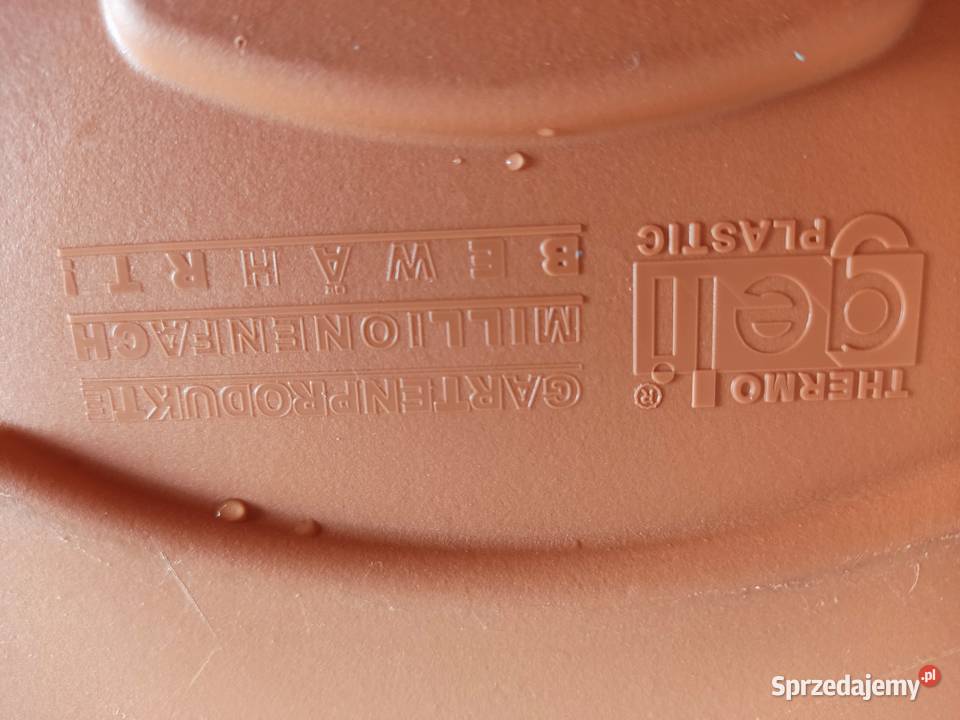 THERMO
geli®
PLASTIC
GARTENPRODUKTE
MILLIONENFACH
BEWÄHRT!
Sprzedajemy.pl